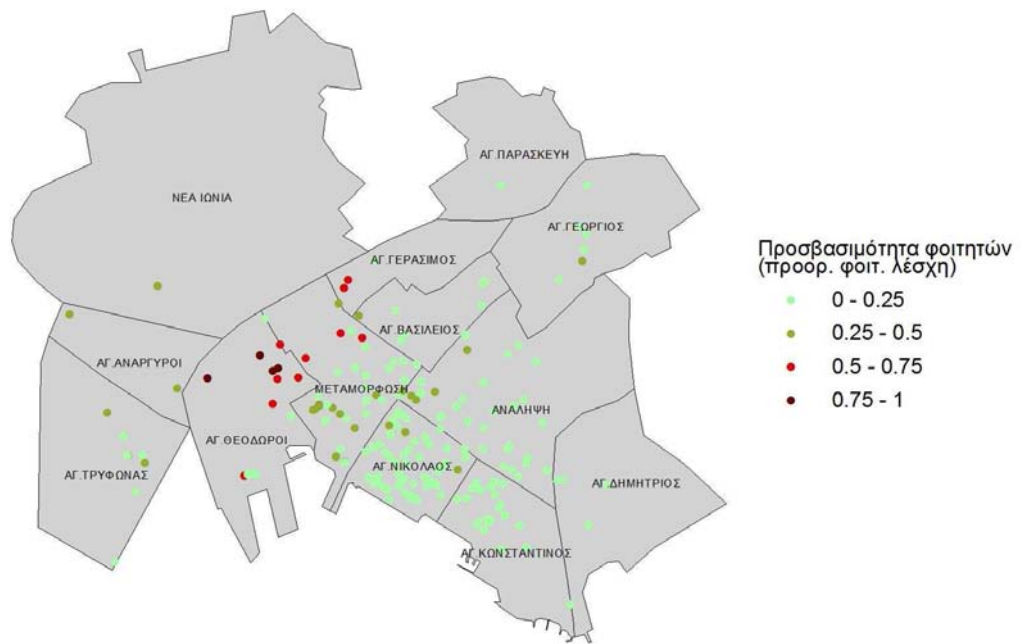 ΑΓ.ΠΑΡΑΣΚΕΥΗ
ΝΕΑ ΙΩΝΙΑ
ΑΓ.ΓΕΩΡΓΙΟΣ
ΑΓ.ΓΕΡΑΣΙΜΟΣ
ΑΓ.ΒΑΣΙΛΕΙΟΣ
ΑΓ.ΑΝΑΡΓΥΡΟΙ
ΜΕΤΑΜΟΡΦΩΣΗ
ΑΝΑΛΗΨΗ
ΑΓ.ΘΕΟΔΩΡΟΙ
ΑΓ.ΝΙΚΟΛΑΟΣ
ΑΓ.ΤΡΥΦΩΝΑΣ
ΑΓ.ΔΗΜΗΤΡΙΟΣ
ΑΓ.ΚΩΝΣΤΑΝΤΙΝΟΣ
Προσβασιμότητα φοιτητών
(προορ. φοιτ. λέσχη)
0 - 0.25
0.25 - 0.5
0.5 - 0.75
0.75 - 1